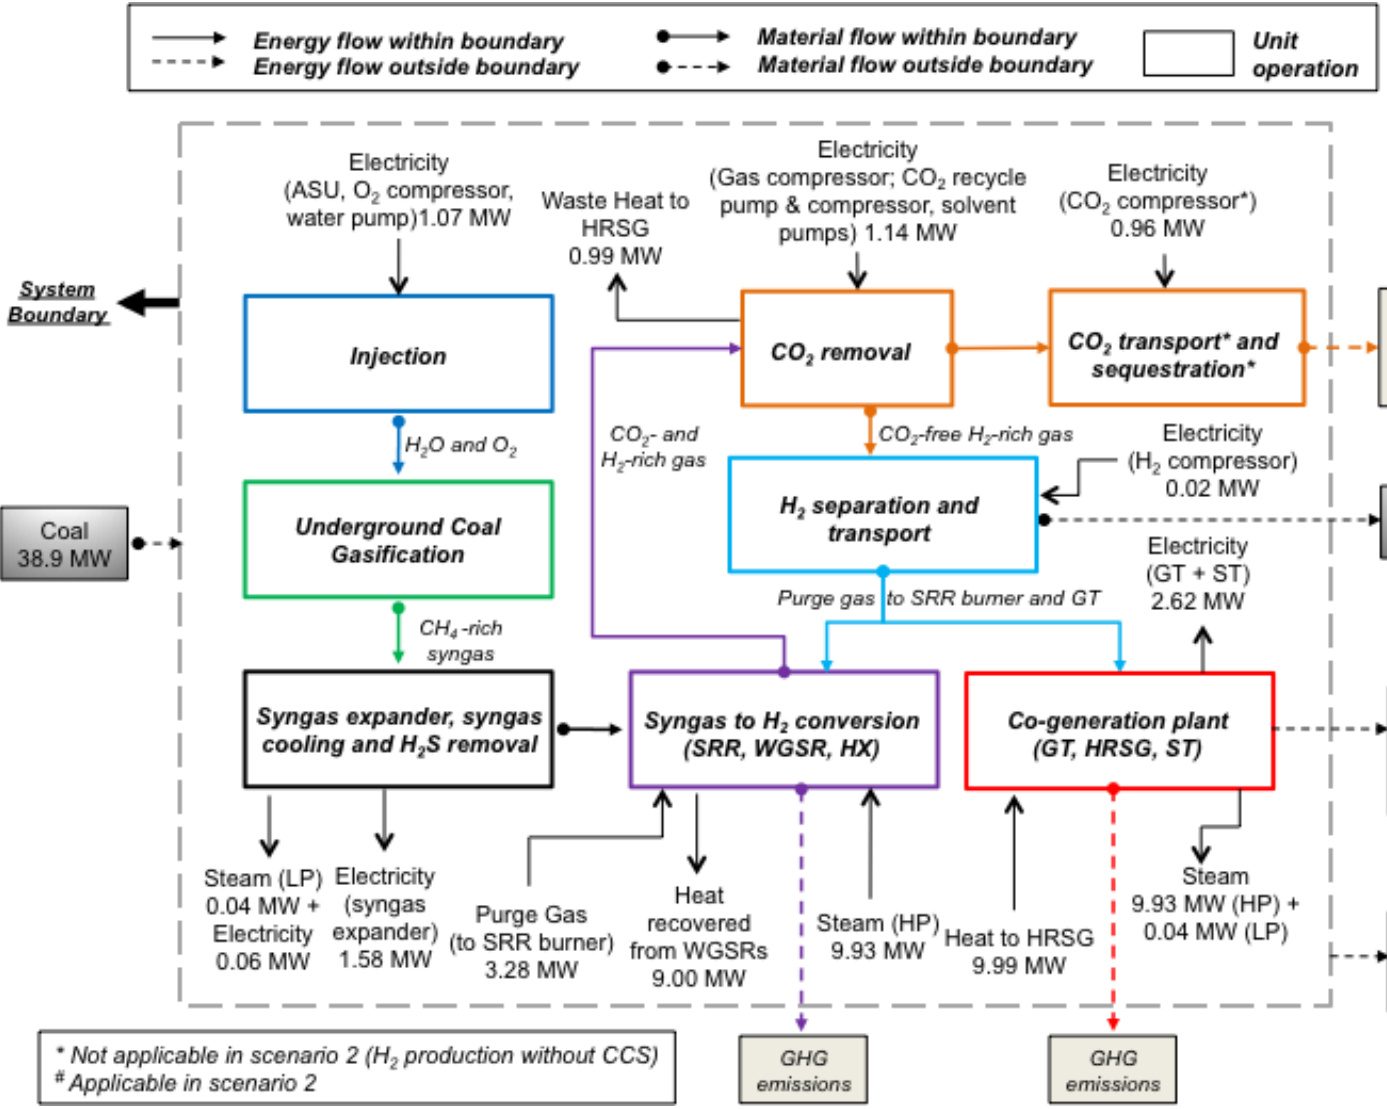 Energy flow within boundary
Energy flow outside boundary
Material flow within boundary
Material flow outside boundary
Unit
operation
System
Boundary
Electricity
(ASU, O2 compressor,
water pump)1.07 MW
Waste Heat to
HRSG
0.99 MW
Electricity
(Gas compressor; CO2 recycle
pump & compressor, solvent
pumps) 1.14 MW
Electricity
(CO2 compressor*)
0.96 MW
Injection
CO2 removal
CO2 transport* and
sequestration*
H2O and O2
CO2- and
H2-rich gas
CO2-free H2-rich gas
Electricity
(H2 compressor)
0.02 MW
Coal
38.9 MW
Underground Coal
Gasification
H2 separation and
transport
Electricity
(GT + ST)
2.62 MW
CH4 -rich
syngas
Purge gas to SRR burner and GT
Syngas expander, syngas
cooling and H2S removal
Syngas to H2 conversion
(SRR, WGSR, HX)
Co-generation plant
(GT, HRSG, ST)
Steam (LP)
0.04 MW +
Electricity
0.06 MW
Electricity
(syngas
expander)
1.58 MW
Purge Gas
(to SRR burner)
3.28 MW
Heat
recovered
from WGSRs
9.00 MW
Steam (HP)
9.93 MW
Heat to HRSG
9.99 MW
Steam
9.93 MW (HP) +
0.04 MW (LP)
* Not applicable in scenario 2 (H2 production without CCS)
# Applicable in scenario 2
GHG
emissions
GHG
emissions